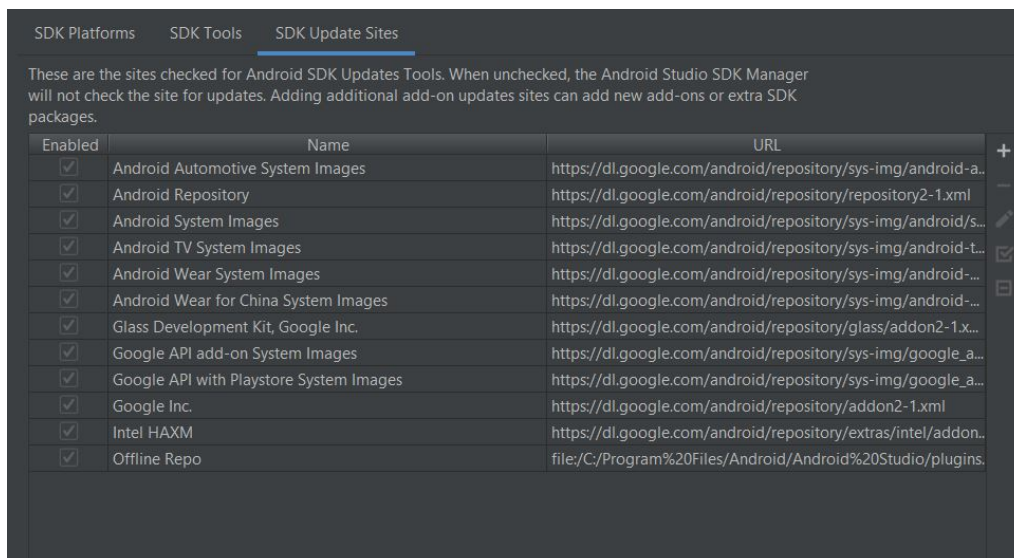 SDK Platforms SDK Tools SDK Update Sites
These are the sites checked for Android SDK Updates Tools. When unchecked, the Android Studio SDK Manager
will not check the site for updates. Adding additional add-on updates sites can add new add-ons or extra SDK
packages.
Enabled Name URL
Android Automotive System Images https://dl.google.com/android/repository/sys-img/android-a..
Android Repository https://dl.google.com/android/repository/repository2-1.xml
Android System Images https://dl.google.com/android/repository/sys-img/android/s...
Android TV System Images https://dl.google.com/android/repository/sys-img/android-t...
Android Wear System Images https://dl.google.com/android/repository/sys-img/android-...
Android Wear for China System Images https://dl.google.com/android/repository/sys-img/android-...
Glass Development Kit, Google Inc. https://dl.google.com/android/repository/glass/addon2-1.x...
Google API add-on System Images https://dl.google.com/android/repository/sys-img/google_a...
Google API with Playstore System Images https://dl.google.com/android/repository/sys-img/google_a...
Google Inc. https://dl.google.com/android/repository/addon2-1.xml
Intel HAXM https://dl.google.com/android/repository/extras/intel/addon..
Offline Repo file:/C:/Program%20Files/Android/Android%20Studio/plugins.